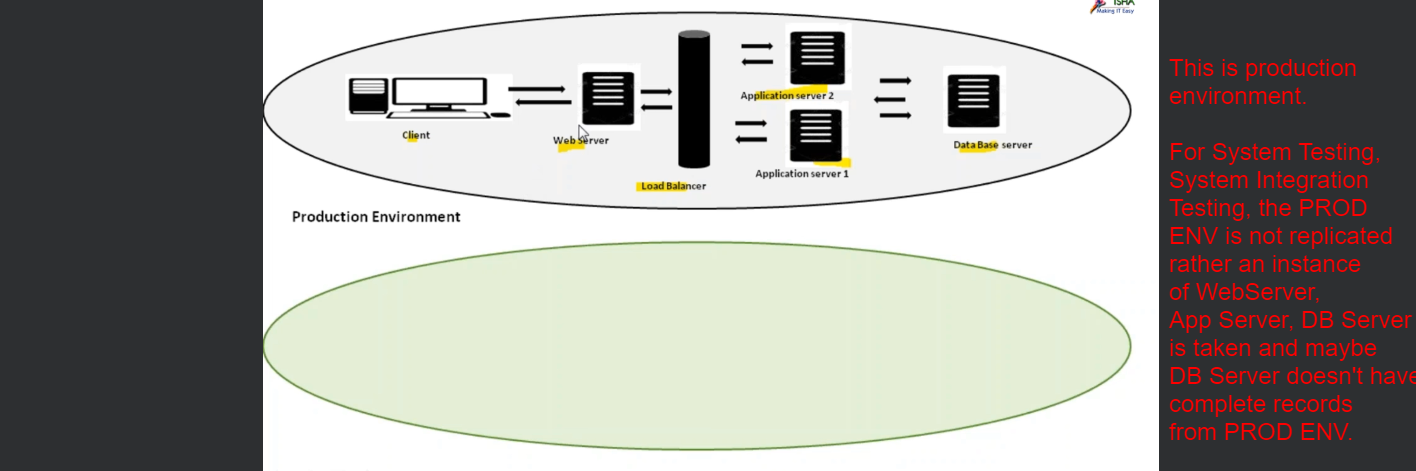 ISHA
Making IT Easy
Application server 2
Client
Web Server
Data Base server
Application server 1
Load Balancer
Production Environment
This is production
environment.
For System Testing,
System Integration
Testing, the PROD
ENV is not replicated
rather an instance
of WebServer,
App Server, DB Server
is taken and maybe
DB Server doesn't have
complete records
from PROD ENV.